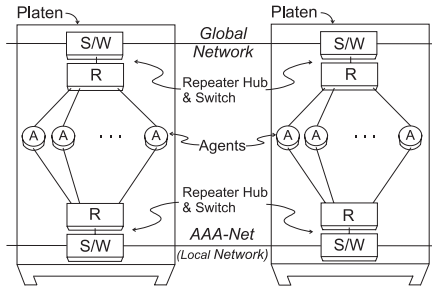 Platen
Platen
Global
Network
S/W
S/W
R
R
Repeater Hub
& Switch
A
A
. . .
A
Agents
A
A
. . .
A
Repeater Hub
& Switch
R
R
S/W
S/W
AAA-Net
(Local Network)